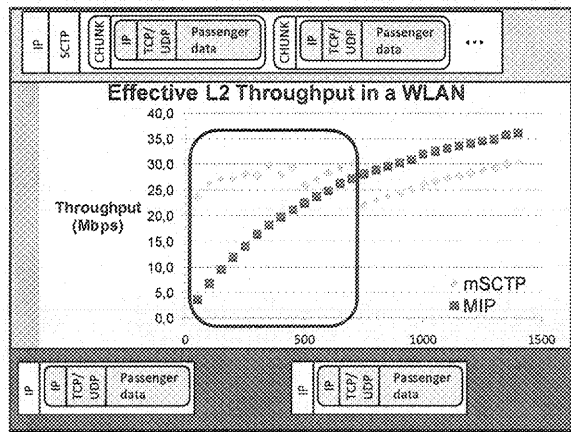 IP SCTP CHUNK IP TCP/UDP Passenger data CHUNK IP TCP/UDP Passenger data ...
Effective L2 Throughput in a WLAN
40,0
35,0
30,0
25,0
20,0
15,0
10,0
5,0
0,0
Throughput
(Mbps)
mSCTP
MIP
0 500 1000 1500
IP IP TCP/UDP Passenger data IP IP TCP/UDP Passenger data